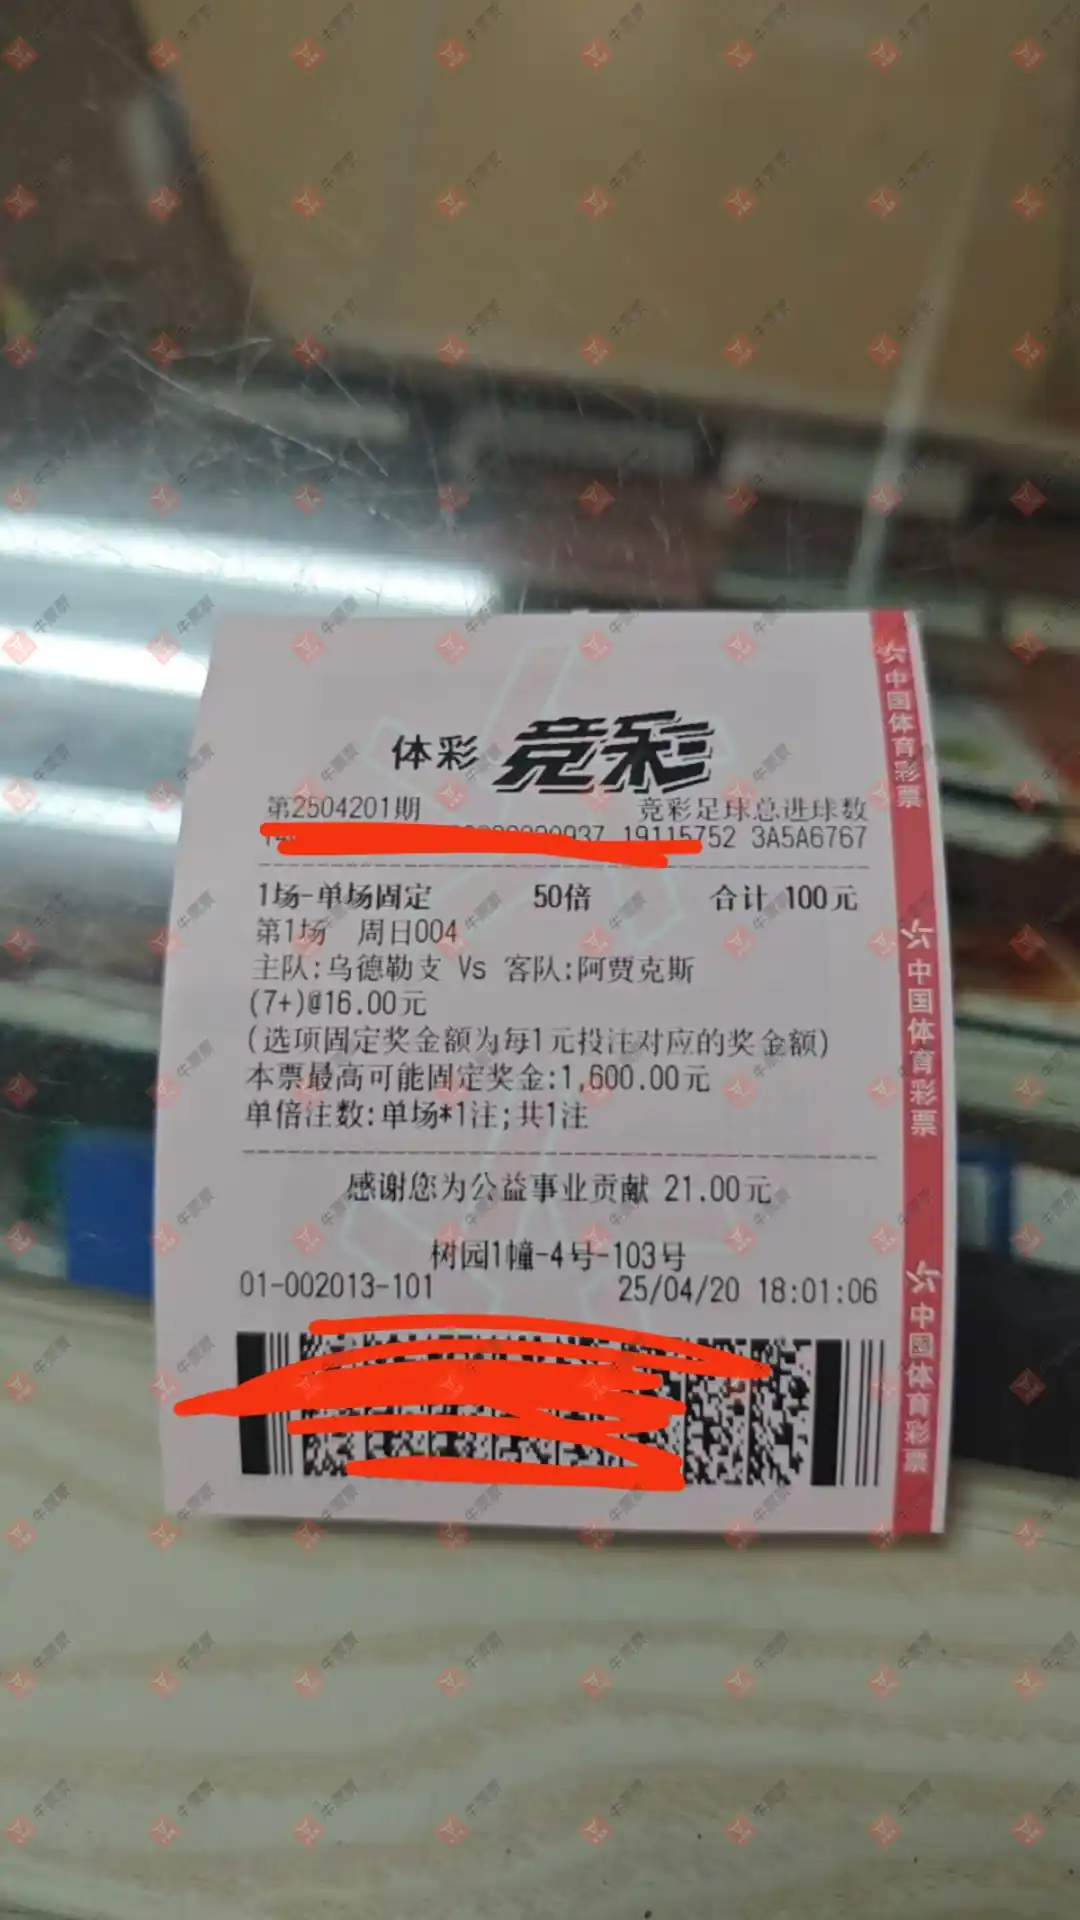 体彩 竞彩
第2504201期 竞彩足球总进球数
19115752 3A5A6767
1场-单场固定 50倍 合计 100元
第1场 周日004
主队:乌德勒支 Vs 客队:阿贾克斯
(7+)@16.00元
(选项固定奖金额为每1元投注对应的奖金额)
本票最高可能固定奖金:1,600.00元
单倍注数:单场*1注;共1注
感谢您为公益事业贡献 21.00元
树园1幢-4号-103号
01-002013-101 25/04/20 18:01:06
中国体育彩票
中国体育彩票
中国体育彩票